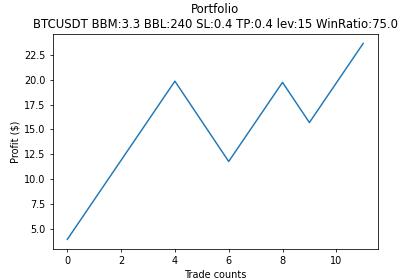 Portfolio
BTCUSDT BBM:3.3 BBL:240 SL:0.4 TP:0.4 lev:15 WinRatio:75.0
22.5
20.0
17.5
15.0
12.5
10.0
7.5
5.0
Profit ($)
0 2 4 6 8 10
Trade counts